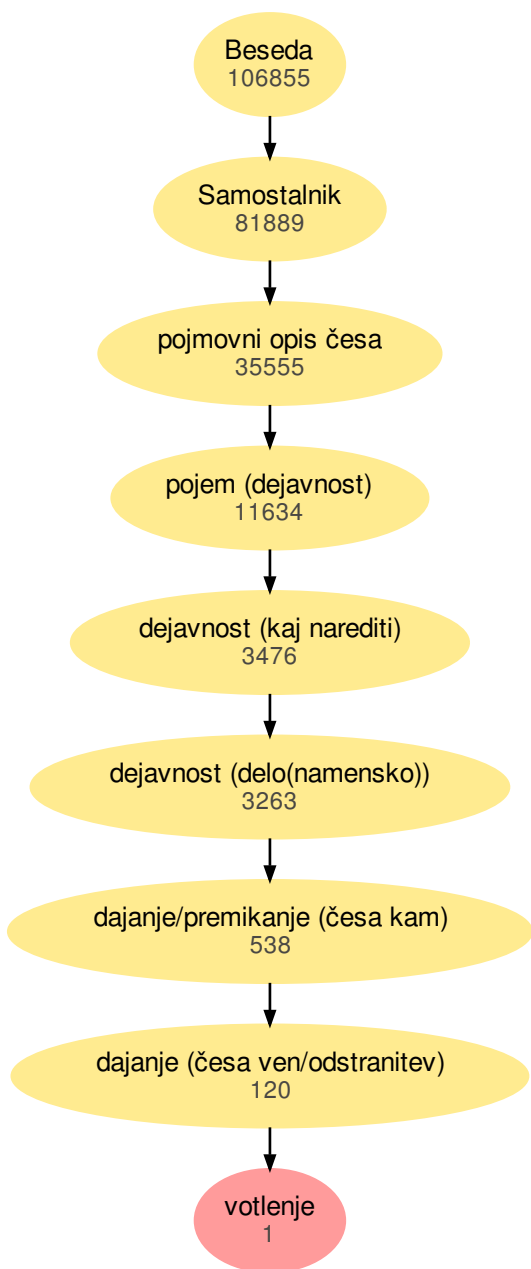 Beseda
106855
Samostalnik
81889
pojmovni opis česa
35555
pojem (dejavnost)
11634
dejavnost (kaj narediti)
3476
dejavnost (delo(namensko))
3263
dajanje/premikanje (česa kam)
538
dajanje (česa ven/odstranitev)
120
votlenje
1